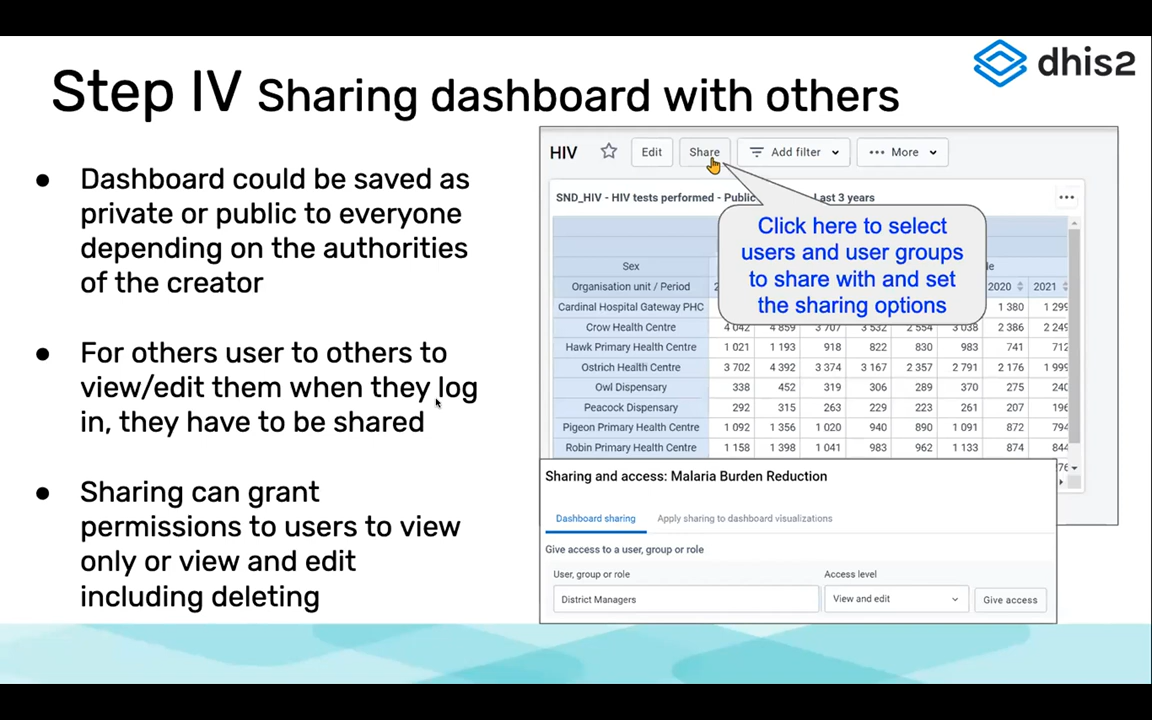 dhis2
Step IV Sharing dashboard with others
● Dashboard could be saved as
private or public to everyone
depending on the authorities
of the creator
● For others user to others to
view/edit them when they log
in, they have to be shared
● Sharing can grant
permissions to users to view
only or view and edit
including deleting
HIV Edit Share Add filter More
SND_HIV - HIV tests performed - Public Last 3 years
Click here to select
users and user groups
to share with and set
the sharing options
Sex
Organisation unit / Period 2020 2021
Cardinal Hospital Gateway PHC 1 380 1 299
Crow Health Centre 4 042 4 859 3 707 3 532 2 554 3 038 2 386 2 249
Hawk Primary Health Centre 1 021 1 193 918 822 830 983 741 712
Ostrich Health Centre 3 702 4 392 3 374 3 167 2 357 2 791 2 176 1 999
Owl Dispensary 338 452 319 306 289 370 275 240
Peacock Dispensary 292 315 263 229 223 261 207 196
Pigeon Primary Health Centre 1 092 1 356 1 020 940 890 1 091 872 794
Robin Primary Health Centre 1 158 1 398 1 041 983 962 1 133 874 844
Sharing and access: Malaria Burden Reduction
Dashboard sharing Apply sharing to dashboard visualizations
Give access to a user, group or role
User, group or role Access level
District Managers View and edit Give access